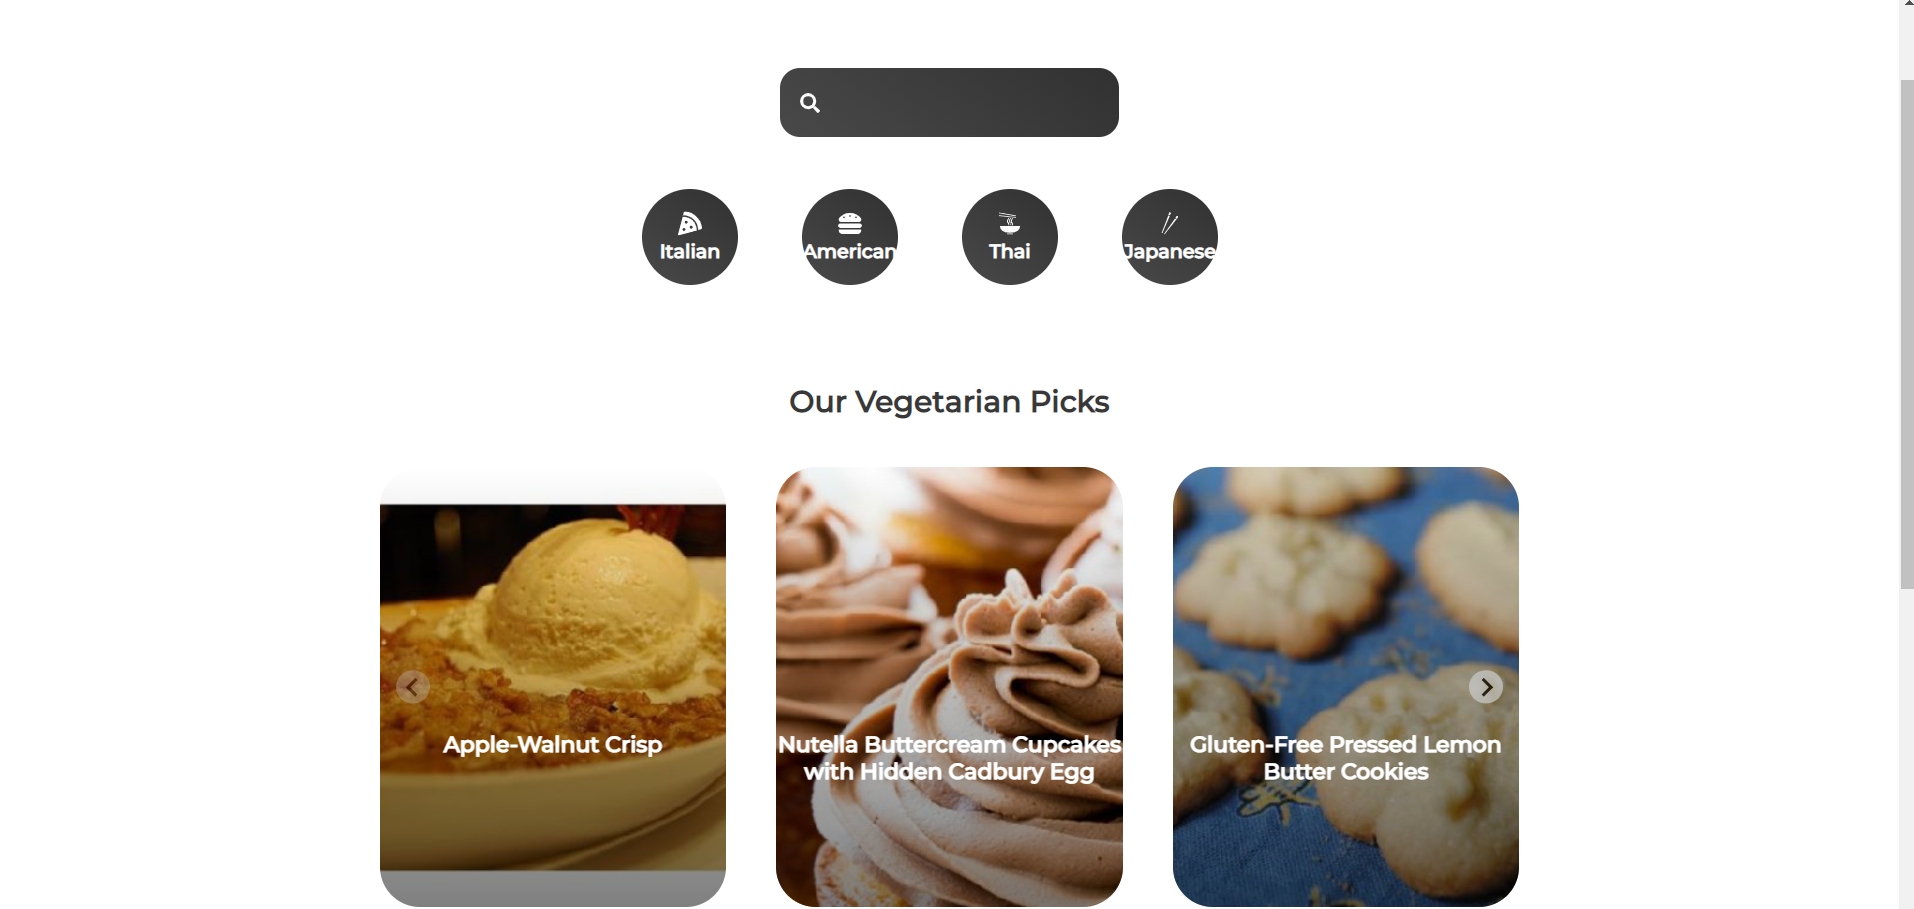 Italian
American
Thai
Japanese
Our Vegetarian Picks
Apple-Walnut Crisp
Nutella Buttercream Cupcakes
with Hidden Cadbury Egg
Gluten-Free Pressed Lemon
Butter Cookies